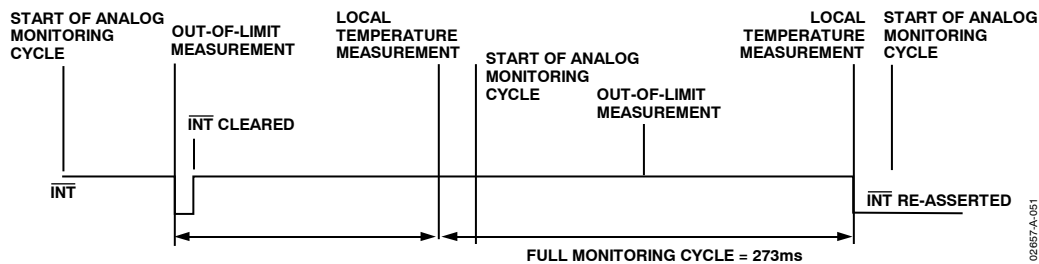 START OF ANALOG
MONITORING
CYCLE
OUT-OF-LIMIT
MEASUREMENT
INT CLEARED
LOCAL
TEMPERATURE
MEASUREMENT
START OF ANALOG
MONITORING
CYCLE
OUT-OF-LIMIT
MEASUREMENT
LOCAL
TEMPERATURE
MEASUREMENT
START OF ANALOG
MONITORING
CYCLE
INT
INT RE-ASSERTED
FULL MONITORING CYCLE = 273ms
02657-A-051